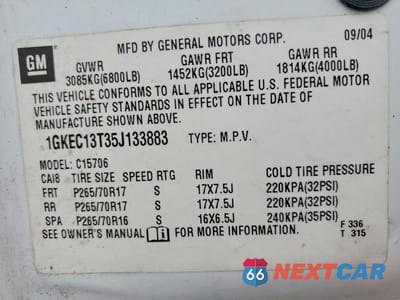 GM
MFD BY GENERAL MOTORS CORP. 09/04
GVWR GAWR FRT GAWR RR
3085KG(6800LB) 1452KG(3200LB) 1814KG(4000LB)
THIS VEHICLE CONFORMS TO ALL APPLICABLE U.S. FEDERAL MOTOR
VEHICLE SAFETY STANDARDS IN EFFECT ON THE DATE OF
MANUFACTURE SHOWN ABOVE.
1GKEC13T35J133883 TYPE: M.P.V.
MODEL: C15706
CAI8 TIRE SIZE SPEED RTG RIM COLD TIRE PRESSURE
FRT P265/70R17 S 17X7.5J 220KPA(32PSI)
RR P265/70R17 S 17X7.5J 220KPA(32PSI)
SPA P265/70R16 S 16X6.5J 240KPA(35PSI)
SEE OWNER'S MANUAL FOR MORE INFORMATION. F 336
T 315
66 NEXTCAR